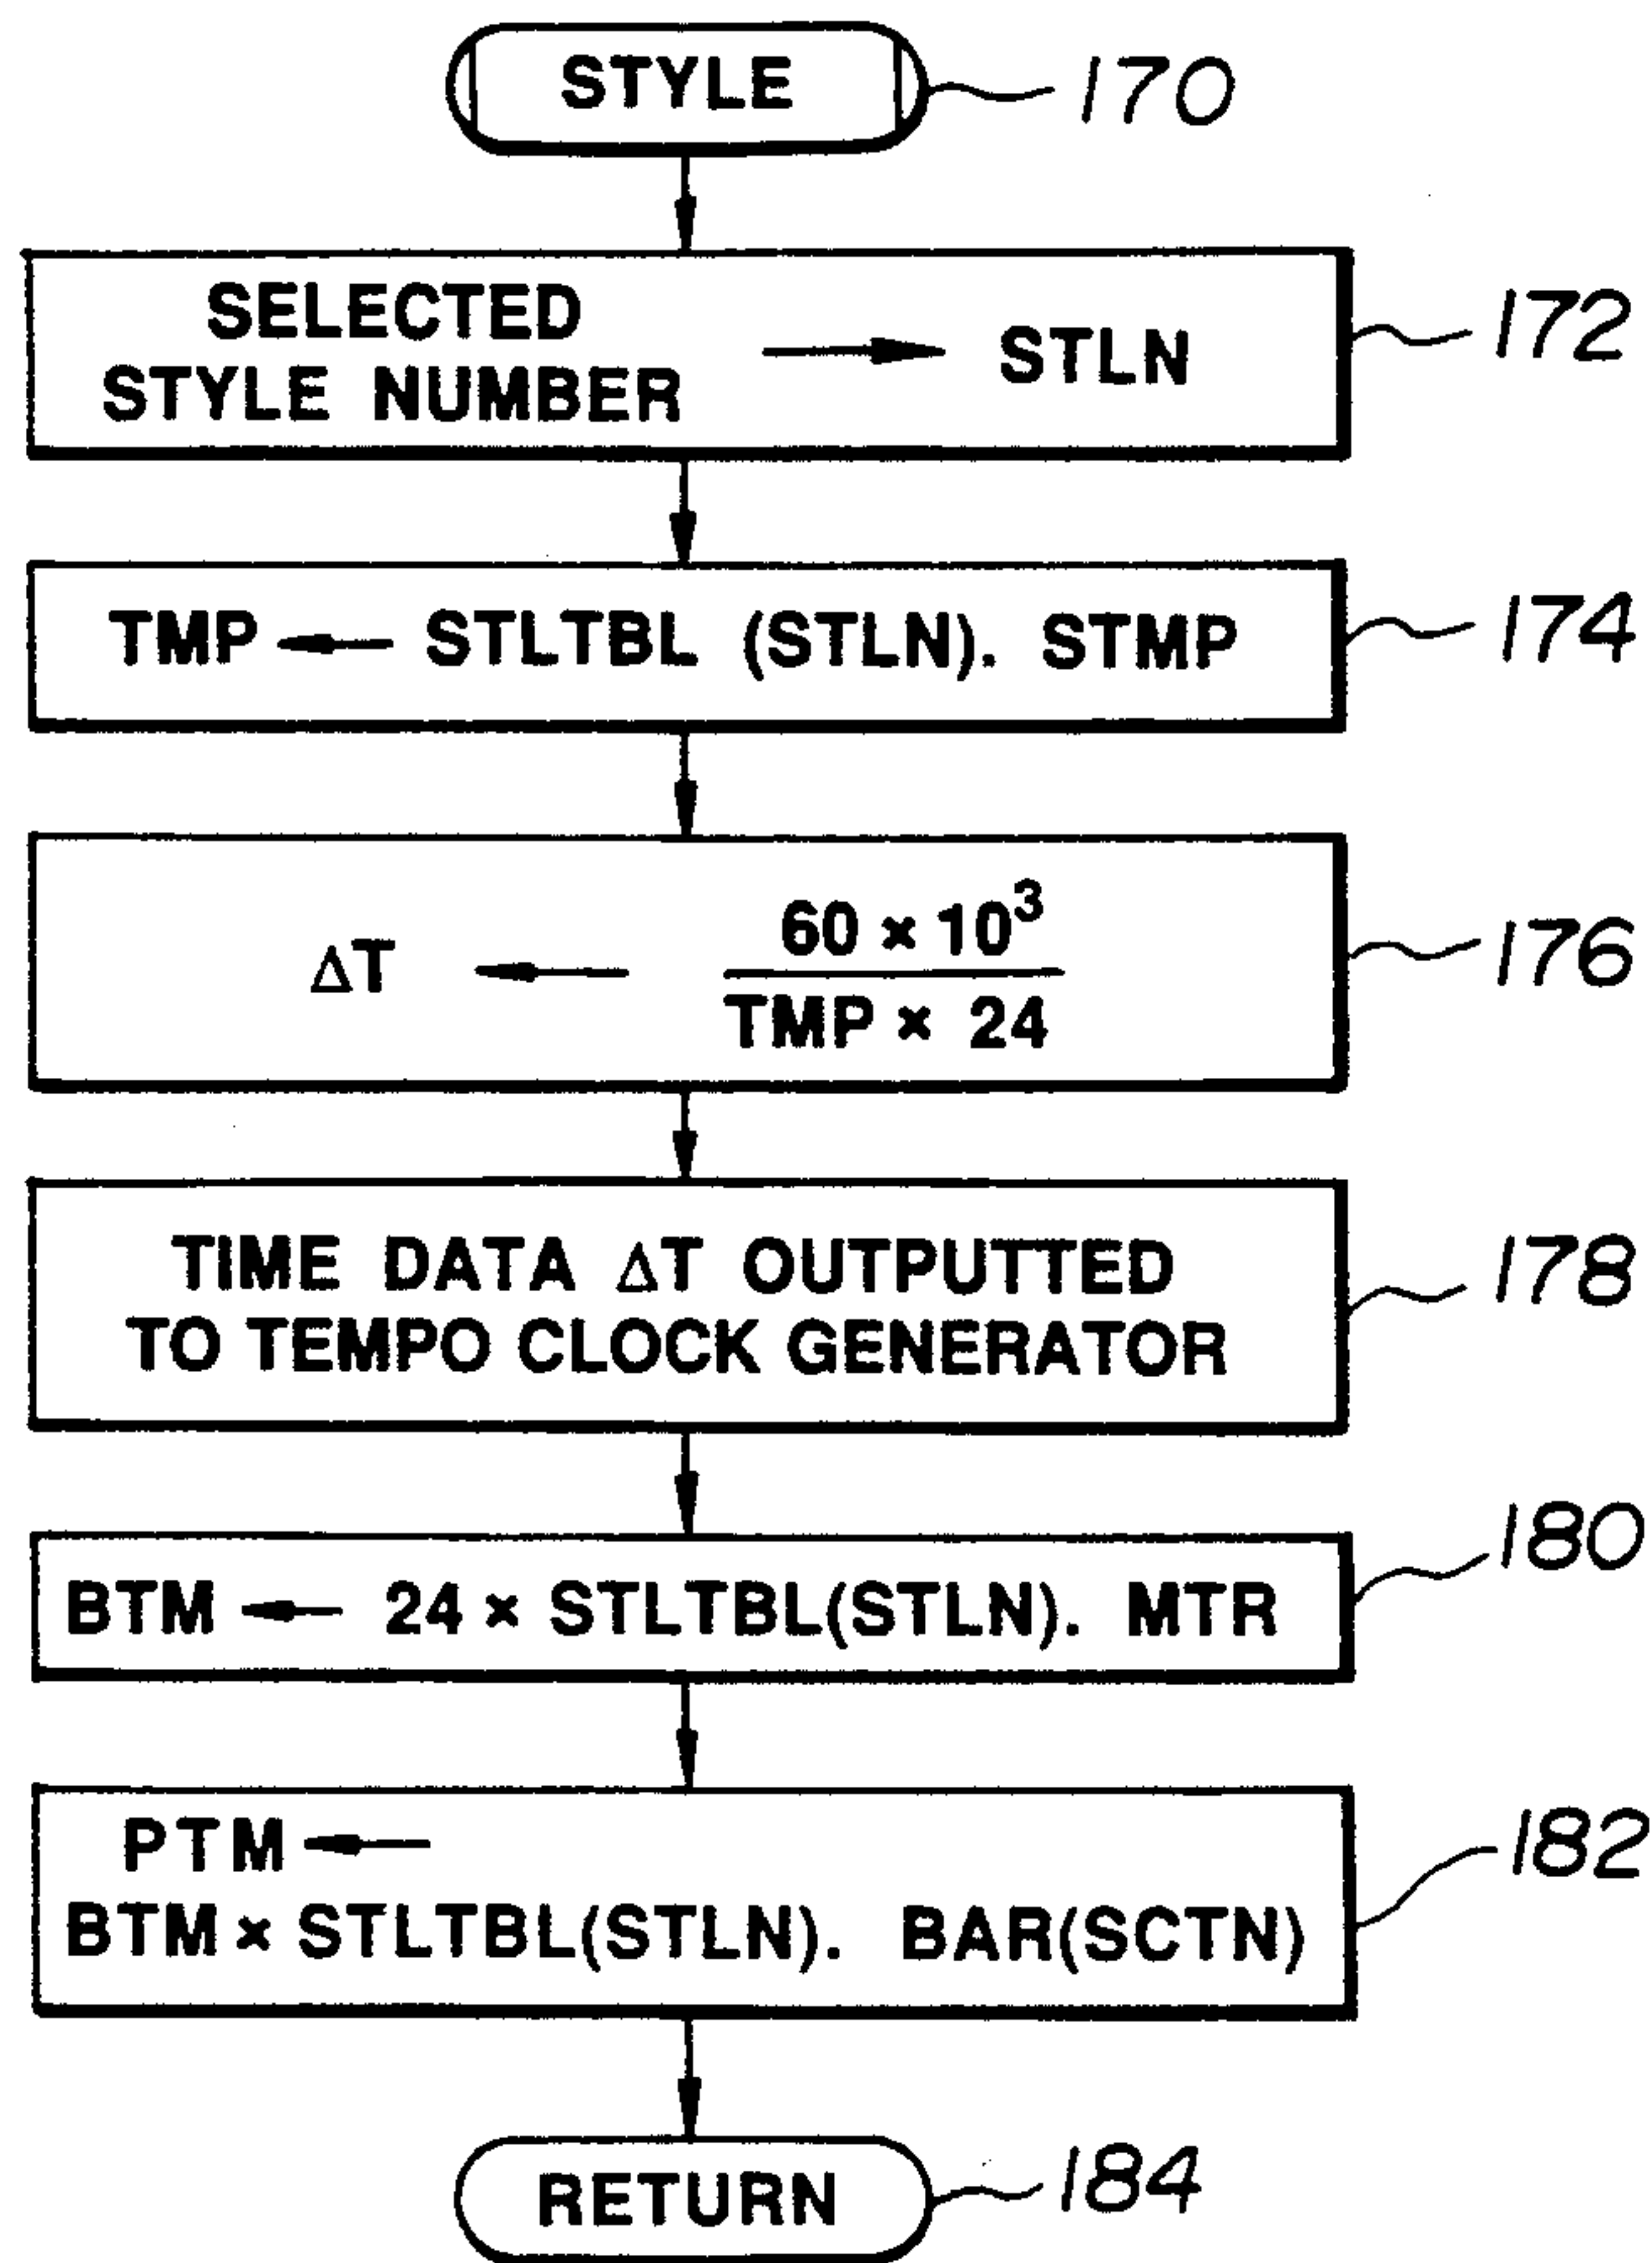 STYLE 170
SELECTED
STYLE NUMBER → STLN 172
TMP ← STLTBL (STLN). STMP 174
60 × 10³
ΔT ← 176
TMP × 24
TIME DATA ΔT OUTPUTTED 178
TO TEMPO CLOCK GENERATOR
BTM ← 24 × STLTBL(STLN). MTR 180
PTM ← 182
BTM × STLTBL(STLN). BAR(SCTN)
RETURN 184